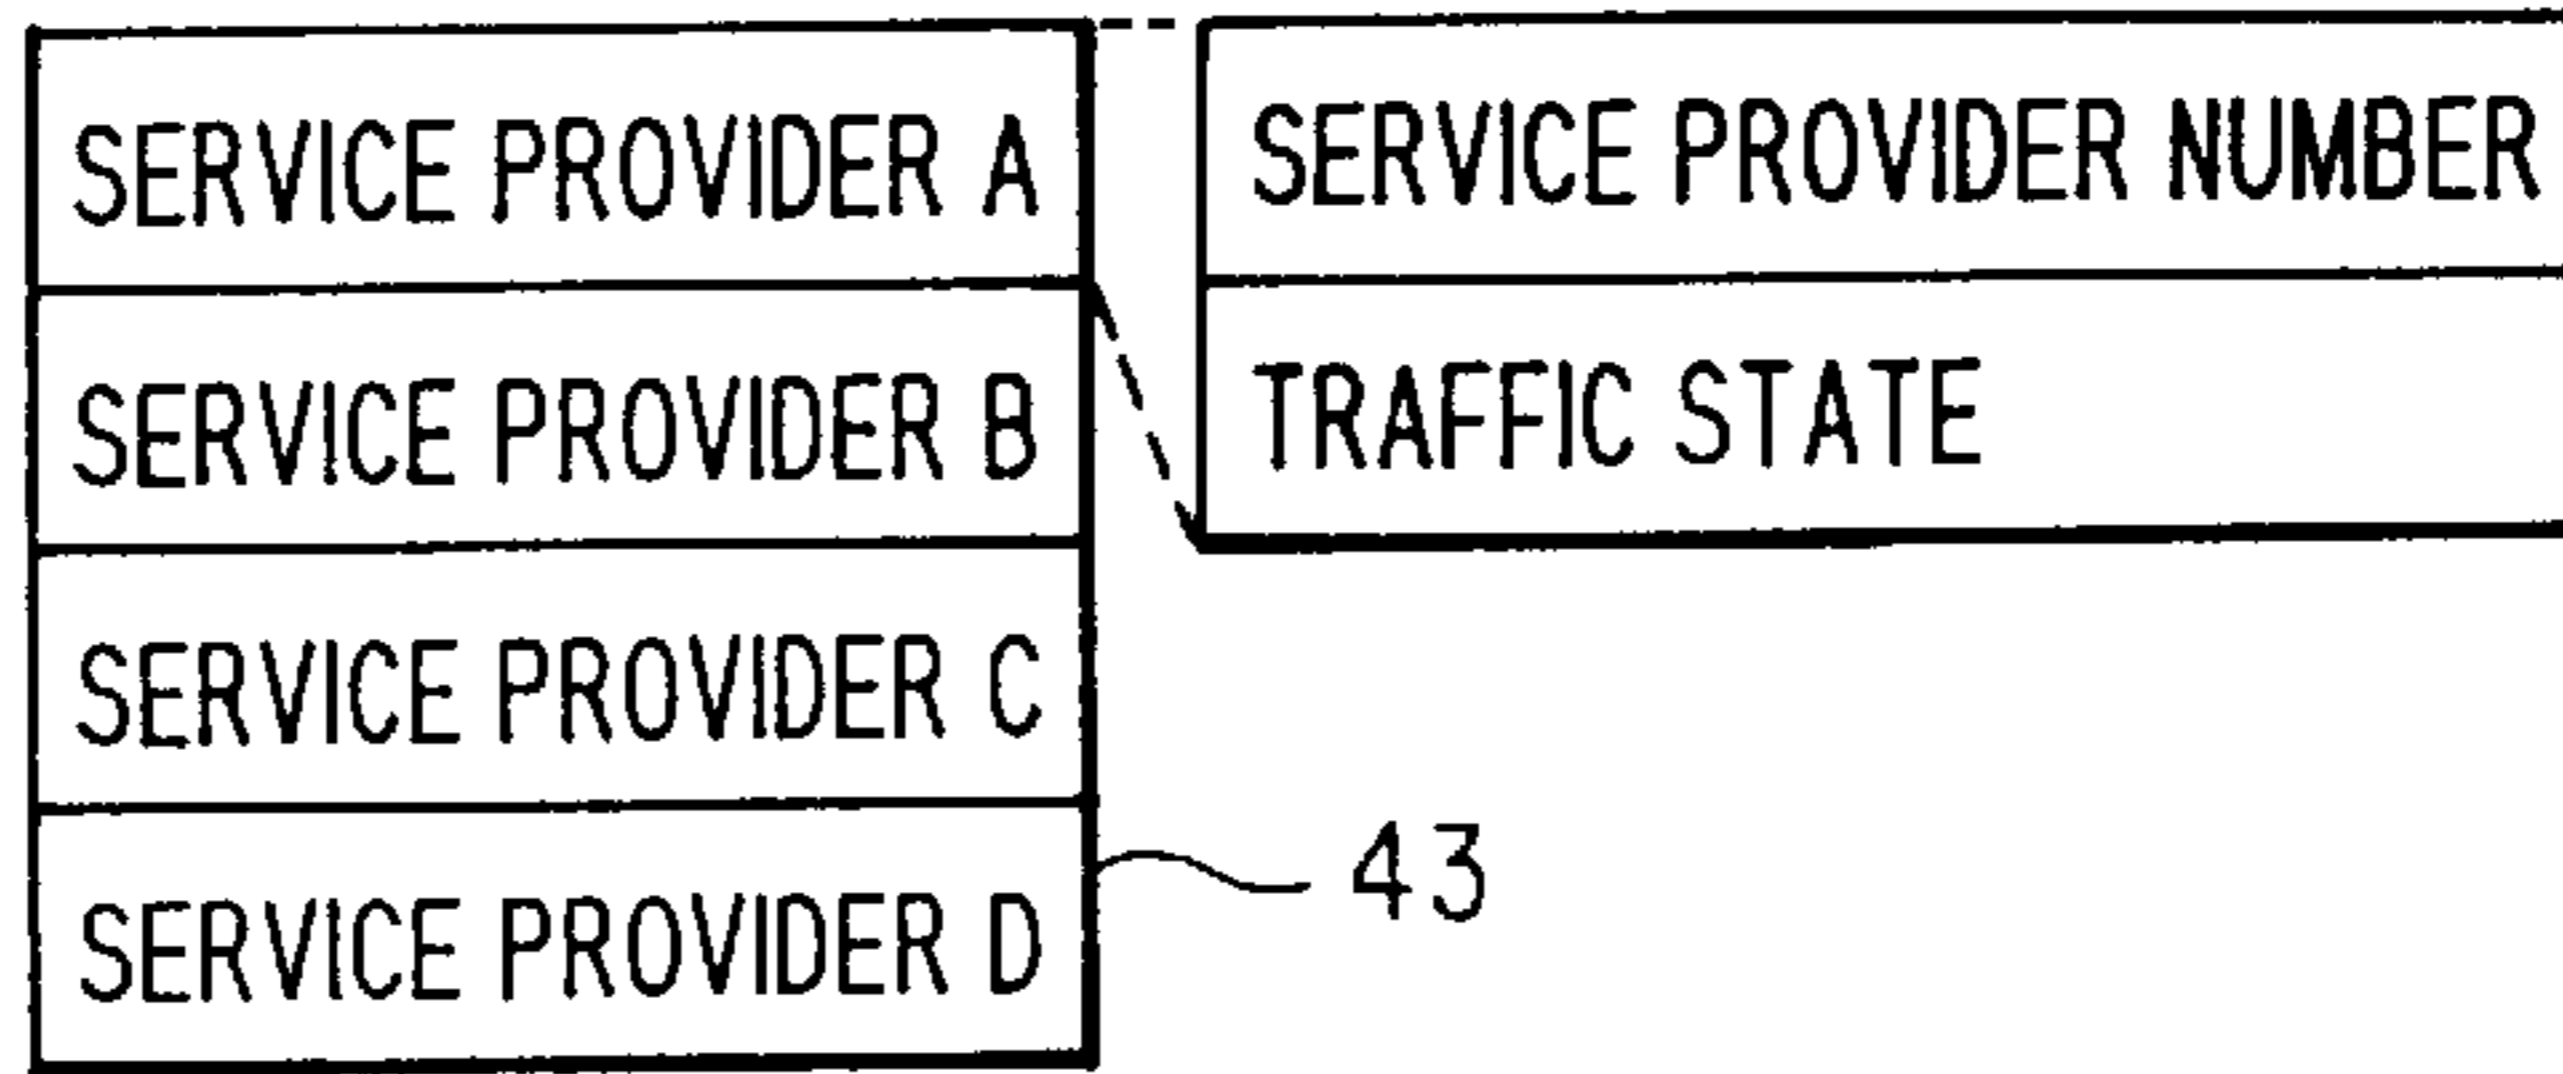 SERVICE PROVIDER A
SERVICE PROVIDER B
SERVICE PROVIDER C
SERVICE PROVIDER D
SERVICE PROVIDER NUMBER
TRAFFIC STATE
43